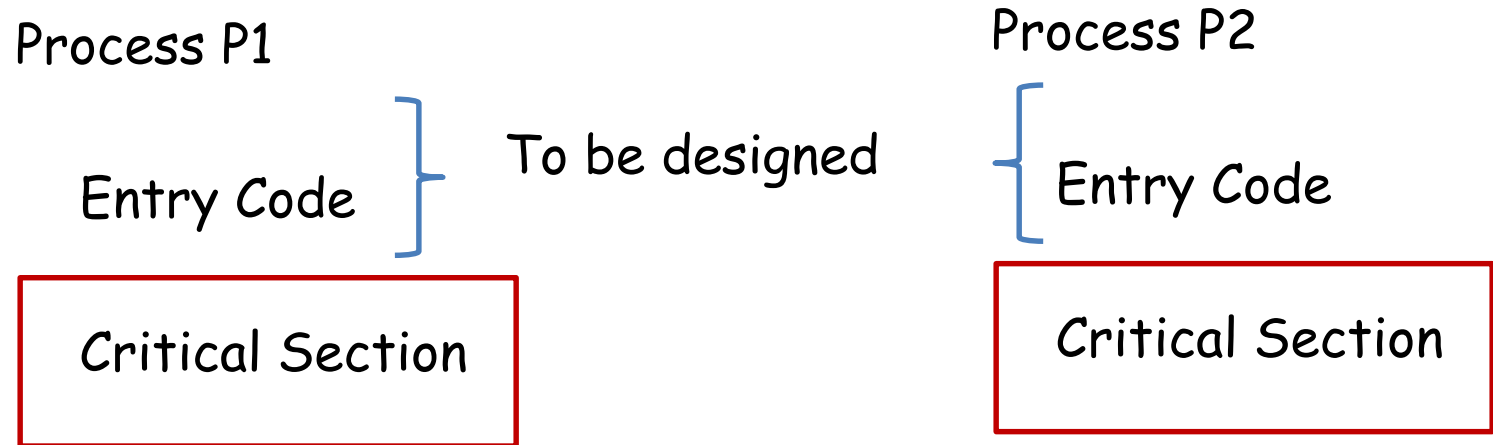 Process P1
Process P2
To be designed
Entry Code
Entry Code
Critical Section
Critical Section